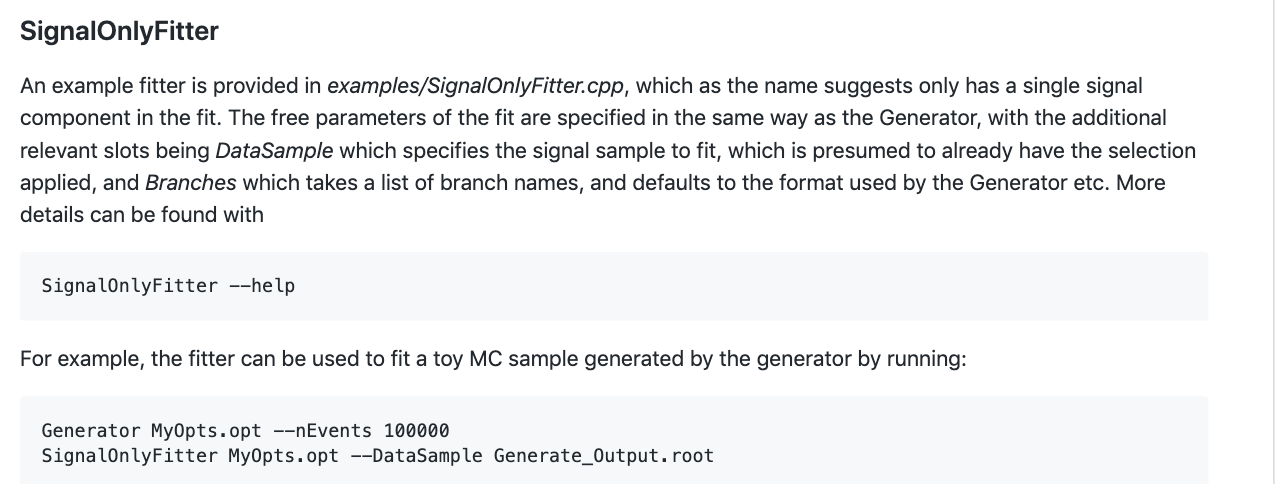 SignalOnlyFitter
An example fitter is provided in examples/SignalOnlyFitter.cpp, which as the name suggests only has a single signal
component in the fit. The free parameters of the fit are specified in the same way as the Generator, with the additional
relevant slots being DataSample which specifies the signal sample to fit, which is presumed to already have the selection
applied, and Branches which takes a list of branch names, and defaults to the format used by the Generator etc. More
details can be found with
SignalOnlyFitter --help
For example, the fitter can be used to fit a toy MC sample generated by the generator by running:
Generator MyOpts.opt --nEvents 100000
SignalOnlyFitter MyOpts.opt --DataSample Generate_Output.root